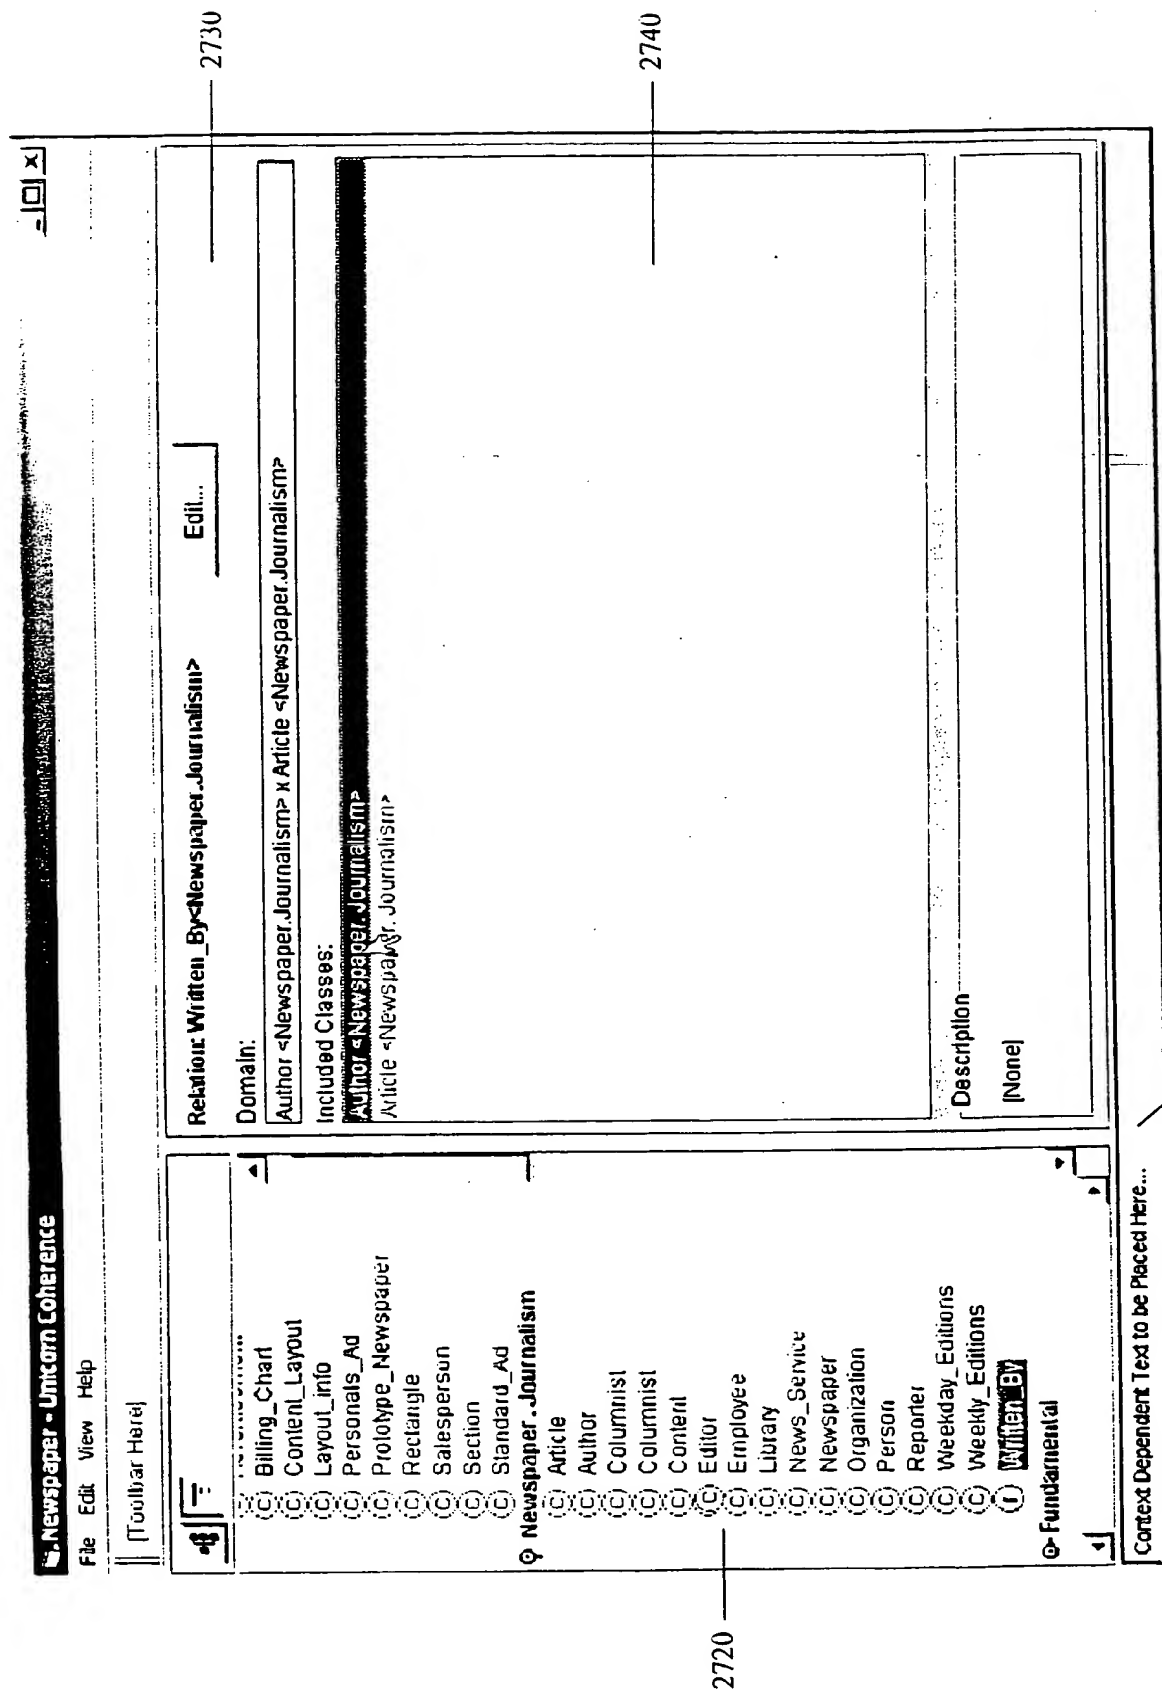 Newspaper - Unicorn Coherence
File Edit View Help
[Toolbar Here]
(C) Billing_Chart
(C) Content_Layout
(C) Layout_info
(C) Personals_Ad
(C) Prototype_Newspaper
(C) Rectangle
(C) Salesperson
(C) Section
(C) Standard_Ad
Newspaper.Journalism
(C) Article
(C) Author
(C) Columnist
(C) Columnist
(C) Content
(C) Editor
(C) Employee
(C) Library
(C) News_Service
(C) Newspaper
(C) Organization
(C) Person
(C) Reporter
(C) Weekday_Editions
(C) Weekly_Editions
(r) Written_By
Fundamental
Relation: Written_By<Newspaper.Journalism>
Edit...
Domain:
Author <Newspaper.Journalism> x Article <Newspaper.Journalism>
Included Classes:
Author <Newspaper.Journalism>
Article <Newspaper.Journalism>
Description
[None]
Context Dependent Text to be Placed Here...
2720
2730
2740